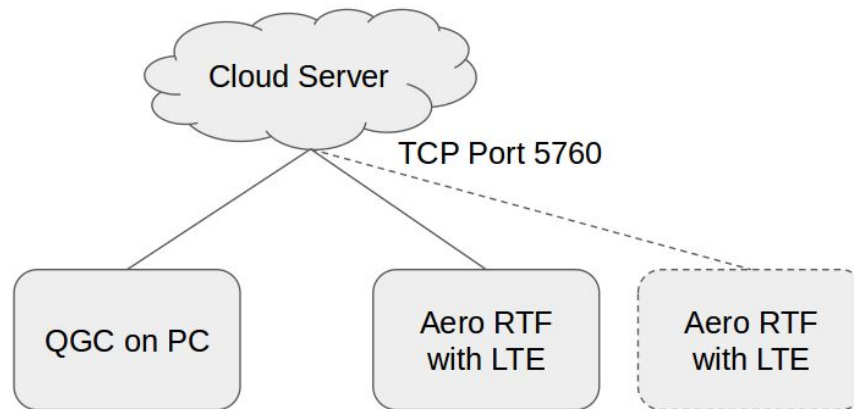 Cloud Server
TCP Port 5760
QGC on PC
Aero RTF
with LTE
Aero RTF
with LTE